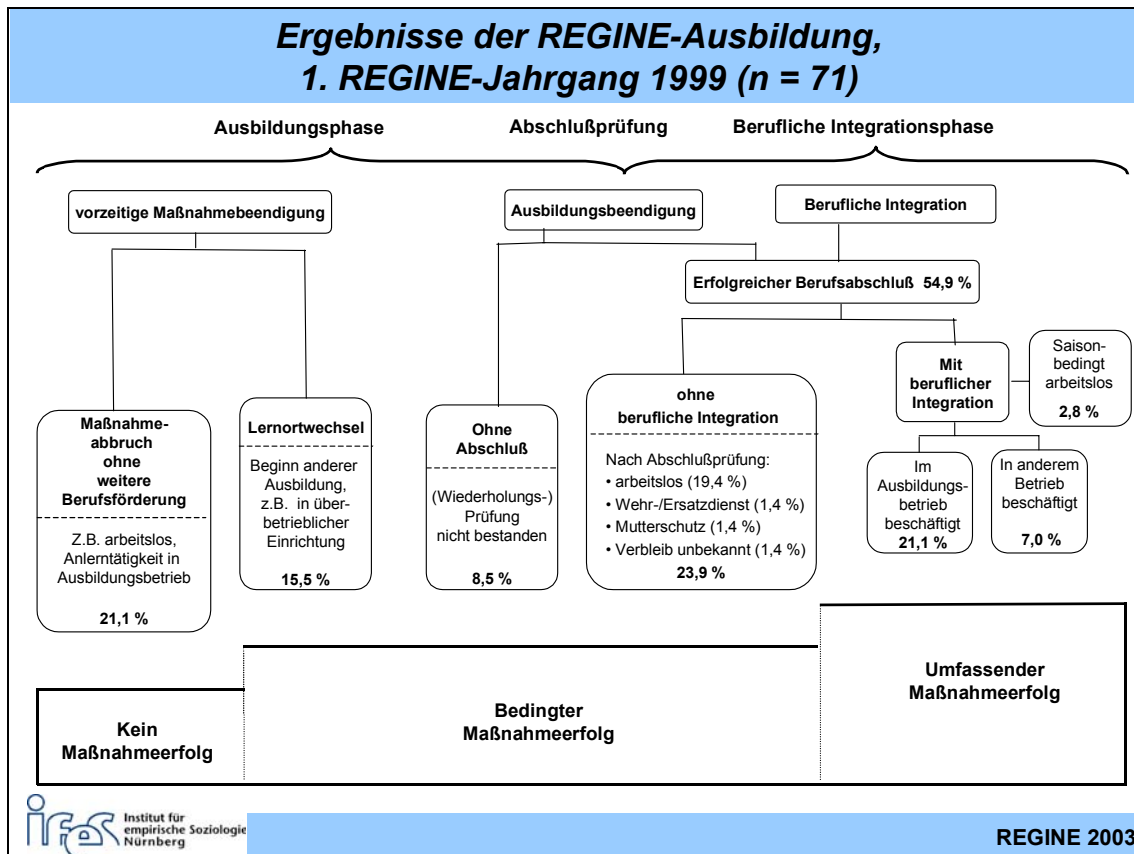 Ergebnisse der REGINE-Ausbildung,
1. REGINE-Jahrgang 1999 (n = 71)
Ausbildungsphase
Abschlußprüfung
Berufliche Integrationsphase
vorzeitige Maßnahmebeendigung
Ausbildungsbeendigung
Berufliche Integration
Erfolgreicher Berufsabschluß 54,9 %
Maßnahme-
abbruch
ohne
weitere
Berufsförderung
Z.B. arbeitslos,
Anlerntätigkeit in
Ausbildungsbetrieb
21,1 %
Lernortwechsel
Beginn anderer
Ausbildung,
z.B. in über-
betrieblicher
Einrichtung
15,5 %
Ohne
Abschluß
(Wiederholungs-)
Prüfung
nicht bestanden
8,5 %
ohne
berufliche Integration
Nach Abschlußprüfung:
• arbeitslos (19,4 %)
• Wehr-/Ersatzdienst (1,4 %)
• Mutterschutz (1,4 %)
• Verbleib unbekannt (1,4 %)
23,9 %
Mit
beruflicher
Integration
Saison-
bedingt
arbeitslos
2,8 %
Im
Ausbildungs-
betrieb
beschäftigt
21,1 %
In anderem
Betrieb
beschäftigt
7,0 %
Kein
Maßnahmeerfolg
Bedingter
Maßnahmeerfolg
Umfassender
Maßnahmeerfolg
ifes
Institut für
empirische Soziologie
Nürnberg
REGINE 2003